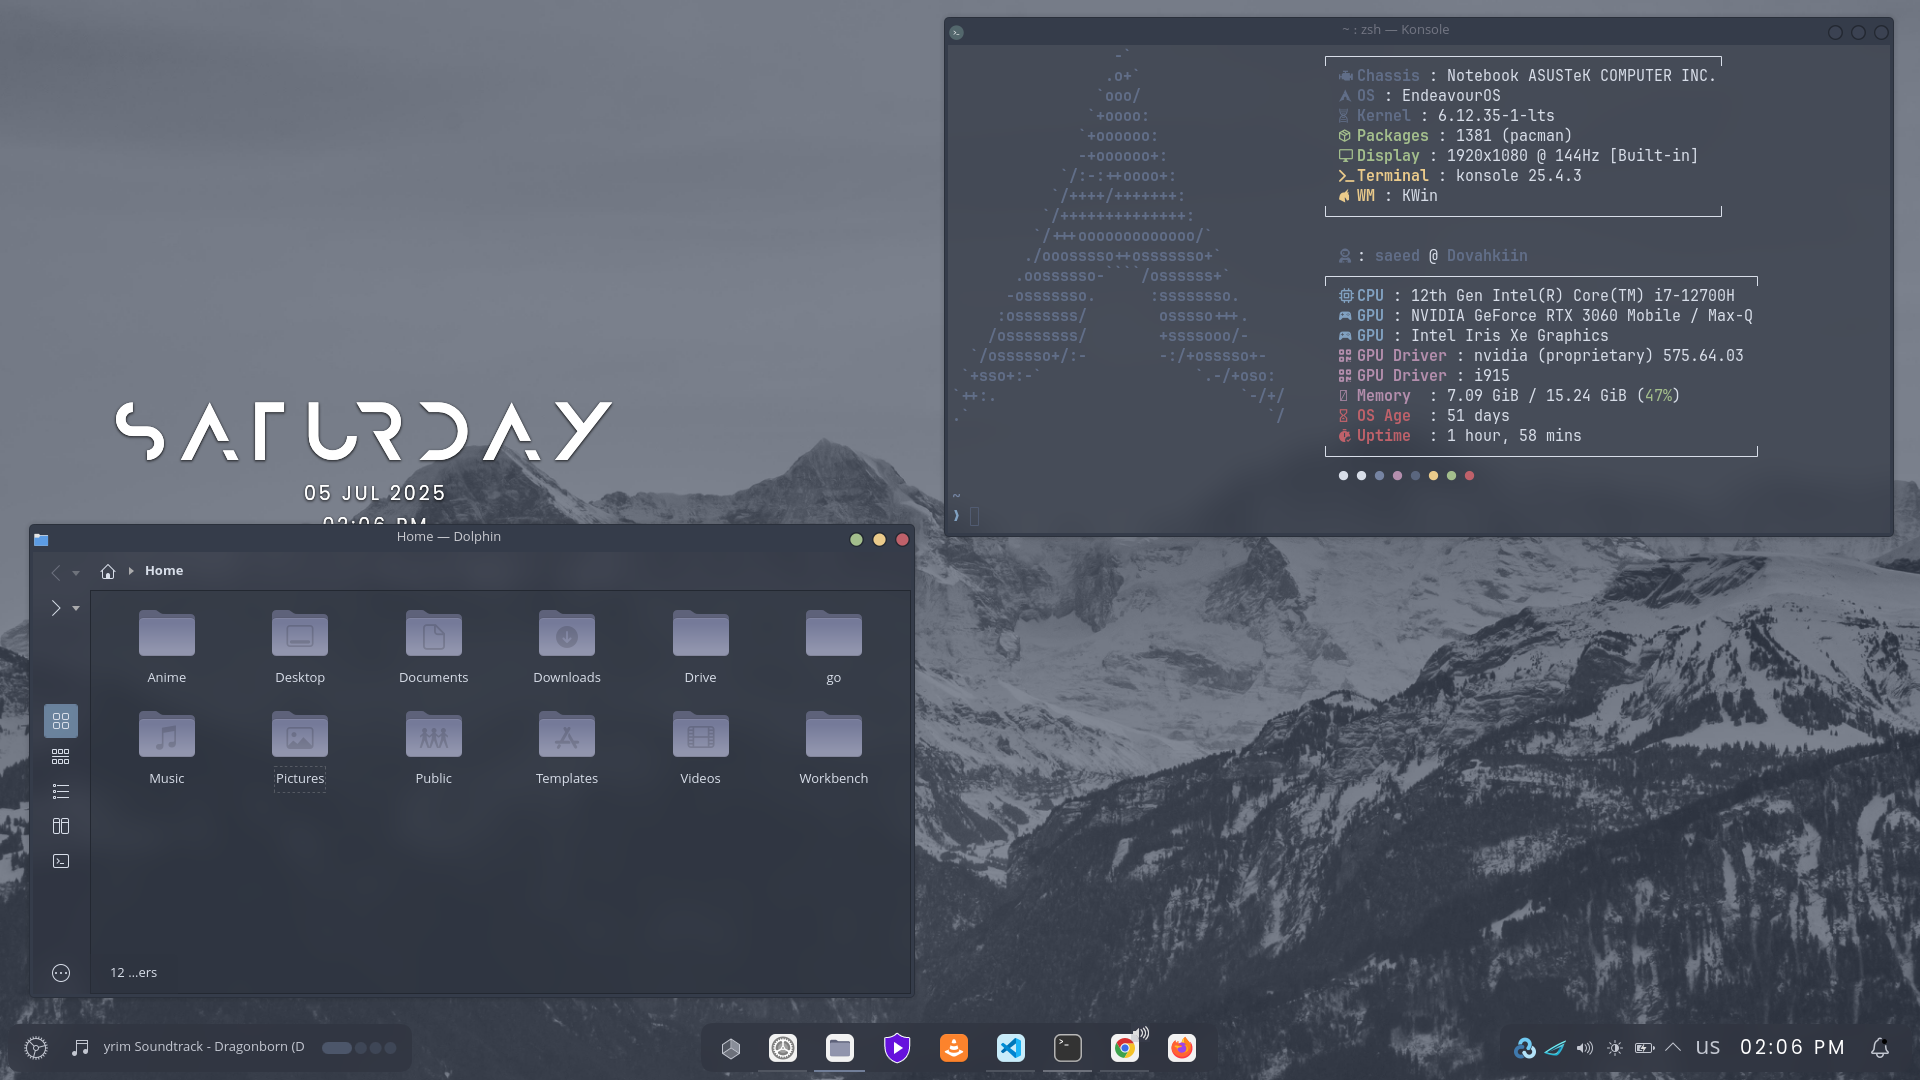 ~ : zsh — Konsole
Chassis : Notebook ASUSTeK COMPUTER INC.
OS : EndeavourOS
Kernel : 6.12.35-1-lts
Packages : 1381 (pacman)
Display : 1920x1080 @ 144Hz [Built-in]
Terminal : konsole 25.4.3
WM : KWin
: saeed @ Dovahkiin
CPU : 12th Gen Intel(R) Core(TM) i7-12700H
GPU : NVIDIA GeForce RTX 3060 Mobile / Max-Q
GPU : Intel Iris Xe Graphics
GPU Driver : nvidia (proprietary) 575.64.03
GPU Driver : i915
Memory : 7.09 GiB / 15.24 GiB (47%)
OS Age : 51 days
Uptime : 1 hour, 58 mins
~
❯
SATURDAY
05 JUL 2025
02:06 PM
Home — Dolphin
Home
Anime
Desktop
Documents
Downloads
Drive
go
Music
Pictures
Public
Templates
Videos
Workbench
12 ...ers
yrim Soundtrack - Dragonborn (D
US
02:06 PM